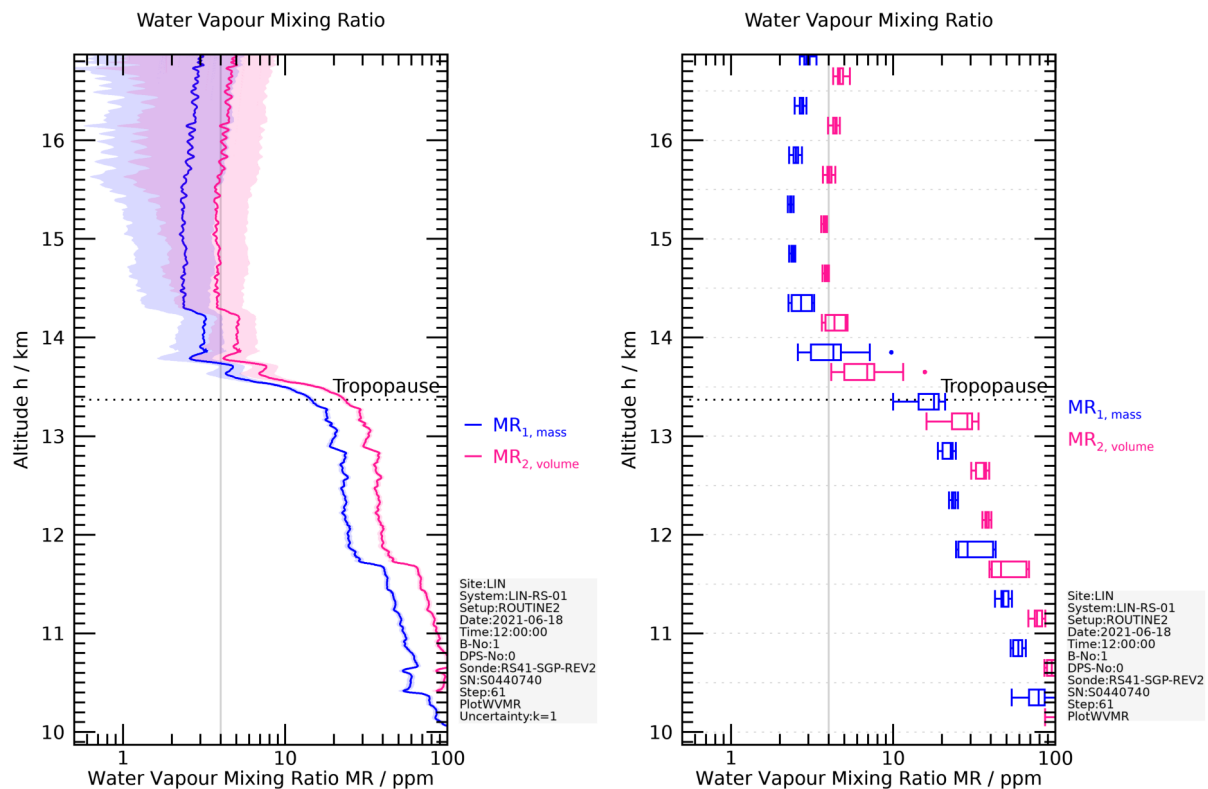 Water Vapour Mixing Ratio
Altitude h / km
16
15
14
13
12
11
10
Tropopause
1
10
100
Water Vapour Mixing Ratio MR / ppm
MR1, mass
MR2, volume
Site:LIN
System:LIN-RS-01
Setup:ROUTINE2
Date:2021-06-18
Time:12:00:00
B-No:1
DPS-No:0
Sonde:RS41-SGP-REV2
SN:S0440740
Step:61
PlotWVMR
Uncertainty:k=1
Water Vapour Mixing Ratio
Altitude h / km
16
15
14
13
12
11
10
Tropopause
1
10
100
Water Vapour Mixing Ratio MR / ppm
MR1, mass
MR2, volume
Site:LIN
System:LIN-RS-01
Setup:ROUTINE2
Date:2021-06-18
Time:12:00:00
B-No:1
DPS-No:0
Sonde:RS41-SGP-REV2
SN:S0440740
Step:61
PlotWVMR